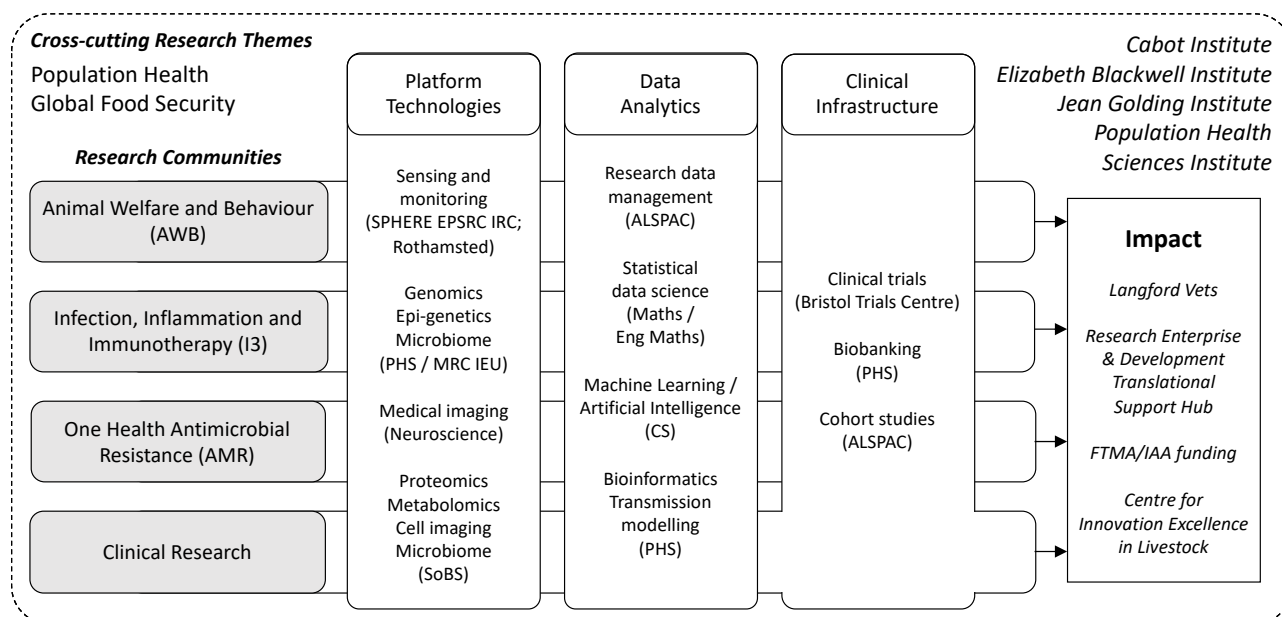 Cross-cutting Research Themes
Population Health
Global Food Security
Cabot Institute
Elizabeth Blackwell Institute
Jean Golding Institute
Population Health
Sciences Institute
Research Communities
Animal Welfare and Behaviour
(AWB)
Infection, Inflammation and
Immunotherapy (I3)
One Health Antimicrobial
Resistance (AMR)
Clinical Research
Platform
Technologies
Sensing and
monitoring
(SPHERE EPSRC IRC;
Rothamsted)
Genomics
Epi-genetics
Microbiome
(PHS / MRC IEU)
Medical imaging
(Neuroscience)
Proteomics
Metabolomics
Cell imaging
Microbiome
(SoBS)
Data
Analytics
Research data
management
(ALSPAC)
Statistical
data science
(Maths /
Eng Maths)
Machine Learning /
Artificial Intelligence
(CS)
Bioinformatics
Transmission
modelling
(PHS)
Clinical
Infrastructure
Clinical trials
(Bristol Trials Centre)
Biobanking
(PHS)
Cohort studies
(ALSPAC)
Impact
Langford Vets
Research Enterprise
& Development
Translational
Support Hub
FTMA/IAA funding
Centre for
Innovation Excellence
in Livestock